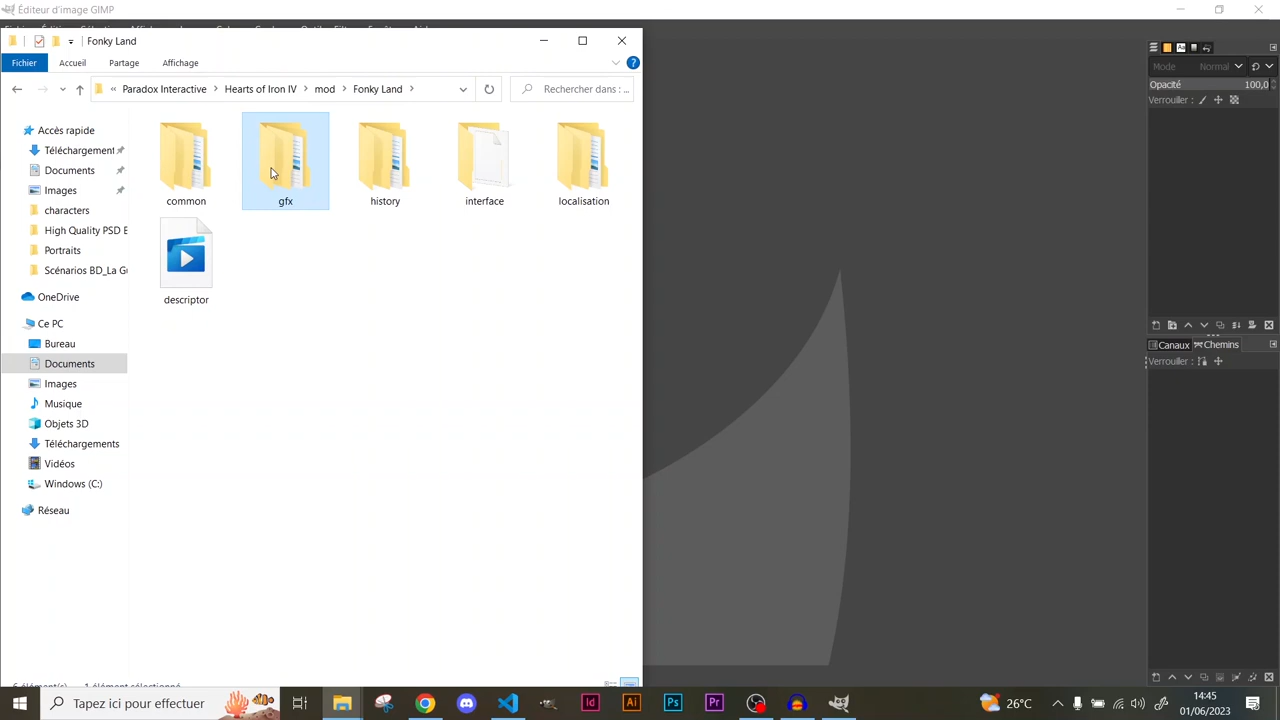 Éditeur d'image GIMP
Fonky Land
Fichier
Accueil
Partage
Affichage
« Paradox Interactive > Hearts of Iron IV > mod > Fonky Land >
Rechercher dans : ...
Accès rapide
Téléchargement
Documents
Images
characters
High Quality PSD E
Portraits
Scénarios BD_La Gu
OneDrive
Ce PC
Bureau
Documents
Images
Musique
Objets 3D
Téléchargements
Vidéos
Windows (C:)
Réseau
common
gfx
history
interface
localisation
descriptor
Mode
Normal
Opacité
100,0
Verrouiller :
Canaux
Chemins
Verrouiller :
Tapez ici pour effectuer
26°C
14:45
01/06/2023